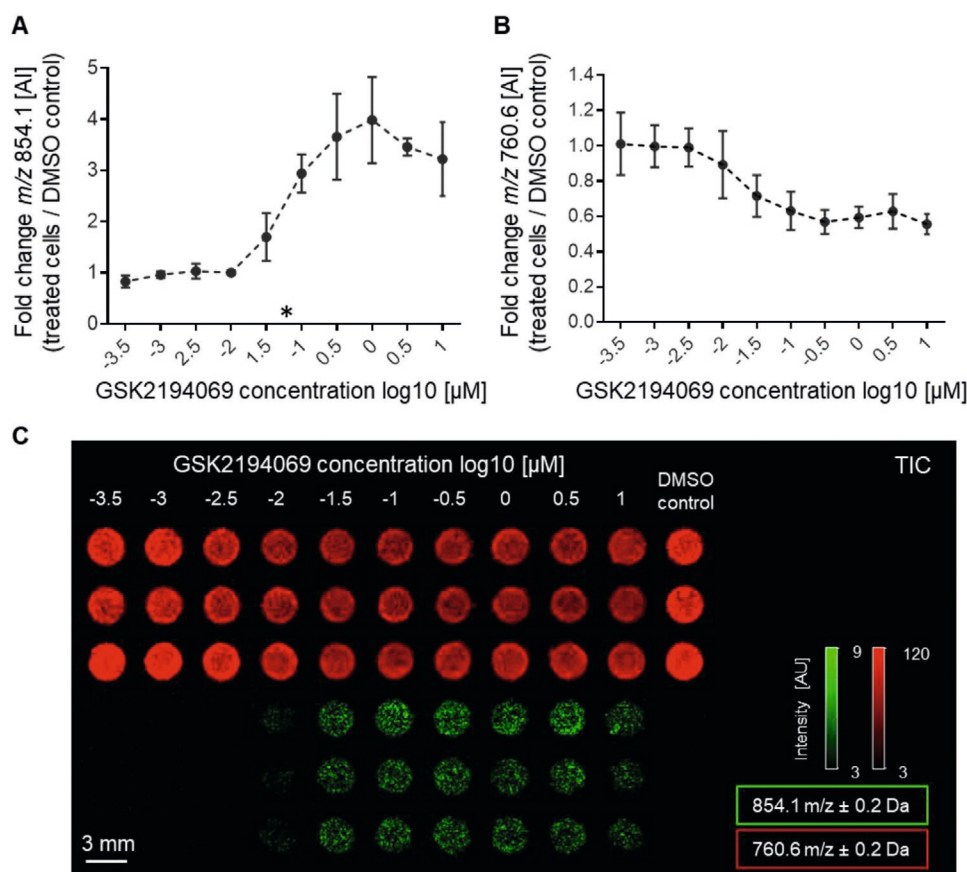 A
Fold change m/z 854.1 [AI]
(treated cells / DMSO control)
5
4
3
2
1
0
*
-3.5 -3 2.5 -2 1.5 -1 0.5 0 0.5 1
GSK2194069 concentration log10 [µM]
B
Fold change m/z 760.6 [AI]
(treated cells / DMSO control)
1.4
1.2
1.0
0.8
0.6
0.4
0.2
0.0
-3.5 -3 -2.5 -2 -1.5 -1 -0.5 0 0.5 1
GSK2194069 concentration log10 [µM]
C
GSK2194069 concentration log10 [µM]
TIC
-3.5 -3 -2.5 -2 -1.5 -1 -0.5 0 0.5 1
DMSO
control
Intensity [AU]
9 120
3 3
854.1 m/z ± 0.2 Da
760.6 m/z ± 0.2 Da
3 mm